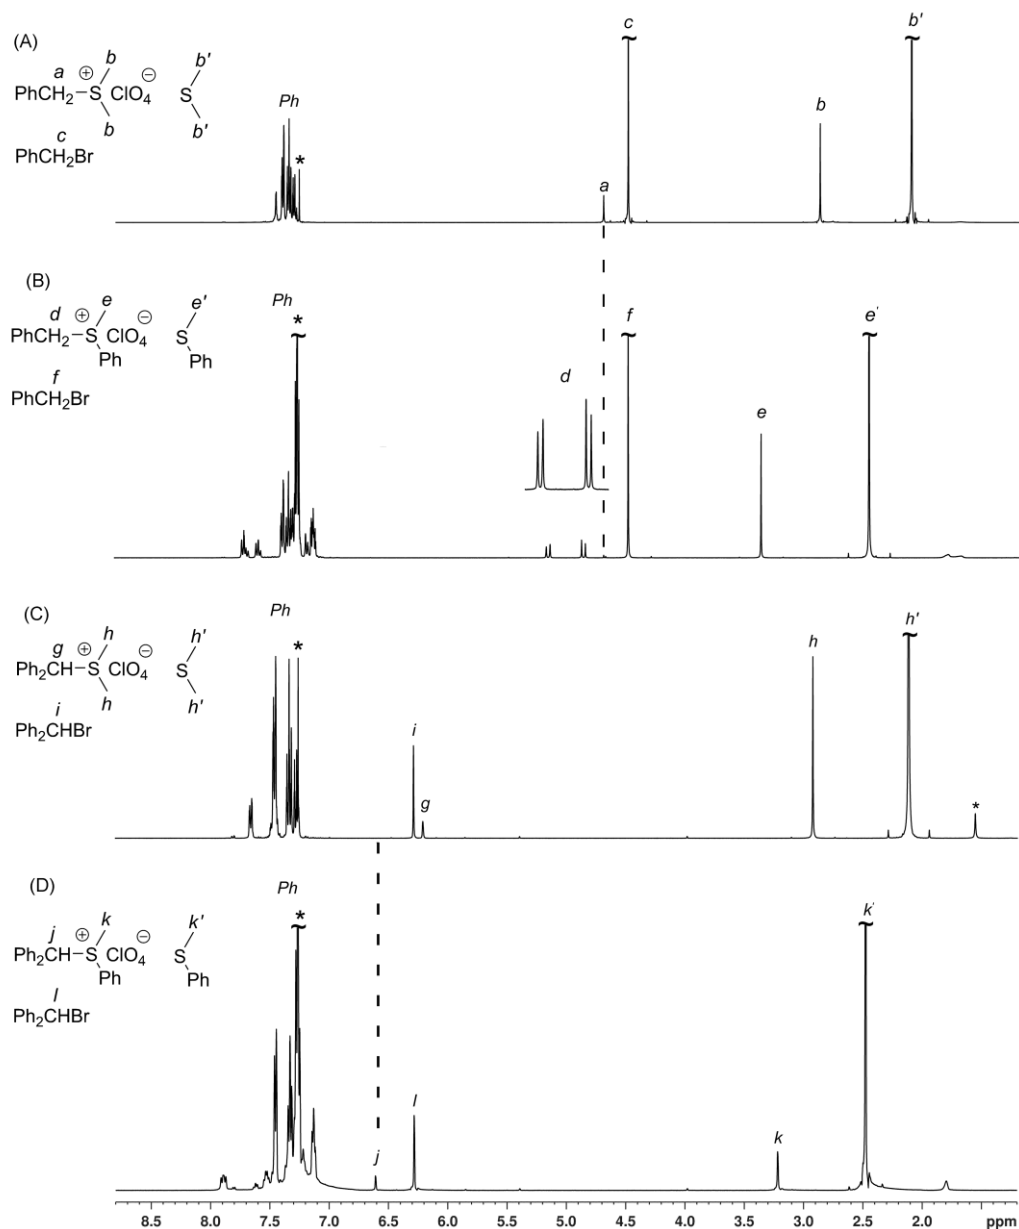 (A)
a
b
b'
PhCH₂
S
⊕
ClO₄
⊖
b
S
b'
c
PhCH₂Br
Ph
*
a
c
b
b'
(B)
d
e
e'
PhCH₂
S
⊕
ClO₄
⊖
Ph
S
Ph
f
PhCH₂Br
Ph
*
d
f
e
e'
(C)
g
h
h'
Ph₂CH
S
⊕
ClO₄
⊖
h
S
h'
i
Ph₂CHBr
Ph
*
i
g
h
h'
*
(D)
j
k
k'
Ph₂CH
S
⊕
ClO₄
⊖
Ph
S
Ph
l
Ph₂CHBr
Ph
*
j
l
k
k'
8.5 8.0 7.5 7.0 6.5 6.0 5.5 5.0 4.5 4.0 3.5 3.0 2.5 2.0 ppm